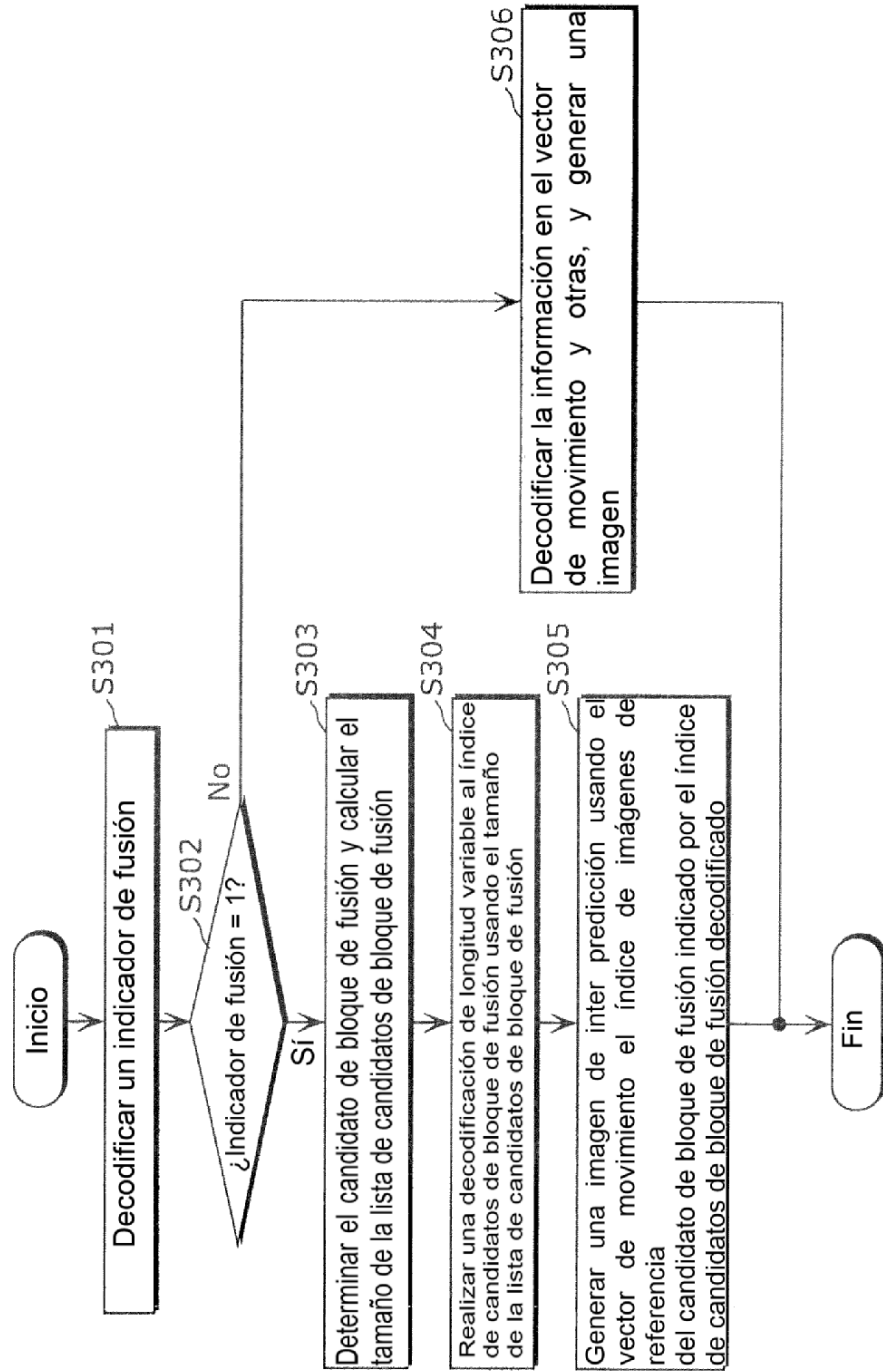 Inicio
S301
Decodificar un indicador de fusión
S302
¿Indicador de fusión = 1?
No
Sí
S303
Determinar el candidato de bloque de fusión y calcular el
tamaño de la lista de candidatos de bloque de fusión
S304
Realizar una decodificación de longitud variable al índice
de candidatos de bloque de fusión usando el tamaño
de la lista de candidatos de bloque de fusión
S305
Generar una imagen de inter predicción usando el
vector de movimiento el índice de imágenes de
referencia
del candidato de bloque de fusión indicado por el índice
de candidatos de bloque de fusión decodificado
S306
Decodificar la información en el vector
de movimiento y otras, y generar una
imagen
Fin